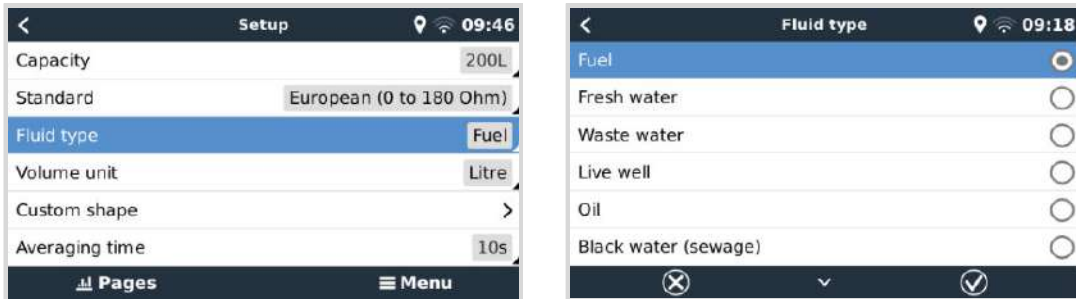 Setup 09:46
Capacity 200L
Standard European (0 to 180 Ohm)
Fluid type Fuel
Volume unit Litre
Custom shape
Averaging time 10s
Pages Menu
Fluid type 09:18
Fuel
Fresh water
Waste water
Live well
Oil
Black water (sewage)